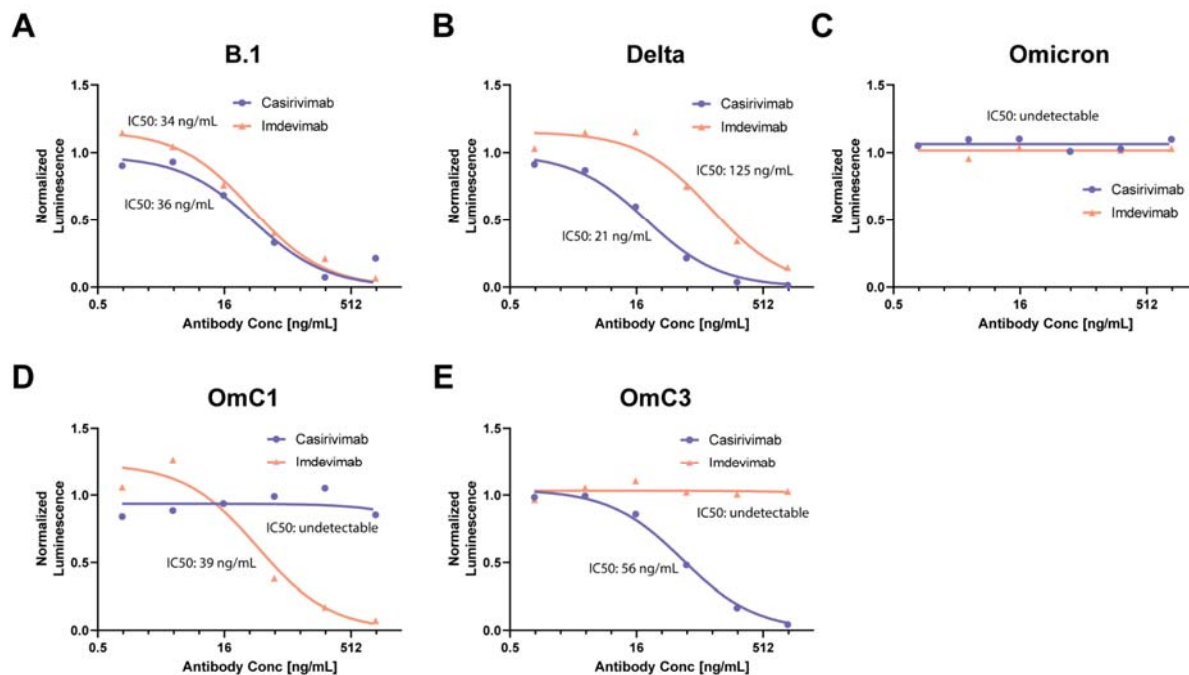 A
B.1
1.5
1.0
0.5
0.0
Normalized
Luminescence
IC50: 34 ng/mL
IC50: 36 ng/mL
Casirivimab
Imdevimab
0.5
16
512
Antibody Conc [ng/mL]
B
Delta
1.5
1.0
0.5
0.0
Normalized
Luminescence
Casirivimab
Imdevimab
IC50: 125 ng/mL
IC50: 21 ng/mL
0.5
16
512
Antibody Conc [ng/mL]
C
Omicron
1.5
1.0
0.5
0.0
Normalized
Luminescence
IC50: undetectable
Casirivimab
Imdevimab
0.5
16
512
Antibody Conc [ng/mL]
D
OmC1
1.5
1.0
0.5
0.0
Normalized
Luminescence
Casirivimab
Imdevimab
IC50: undetectable
IC50: 39 ng/mL
0.5
16
512
Antibody Conc [ng/mL]
E
OmC3
1.5
1.0
0.5
0.0
Normalized
Luminescence
Casirivimab
Imdevimab
IC50: undetectable
IC50: 56 ng/mL
0.5
16
512
Antibody Conc [ng/mL]